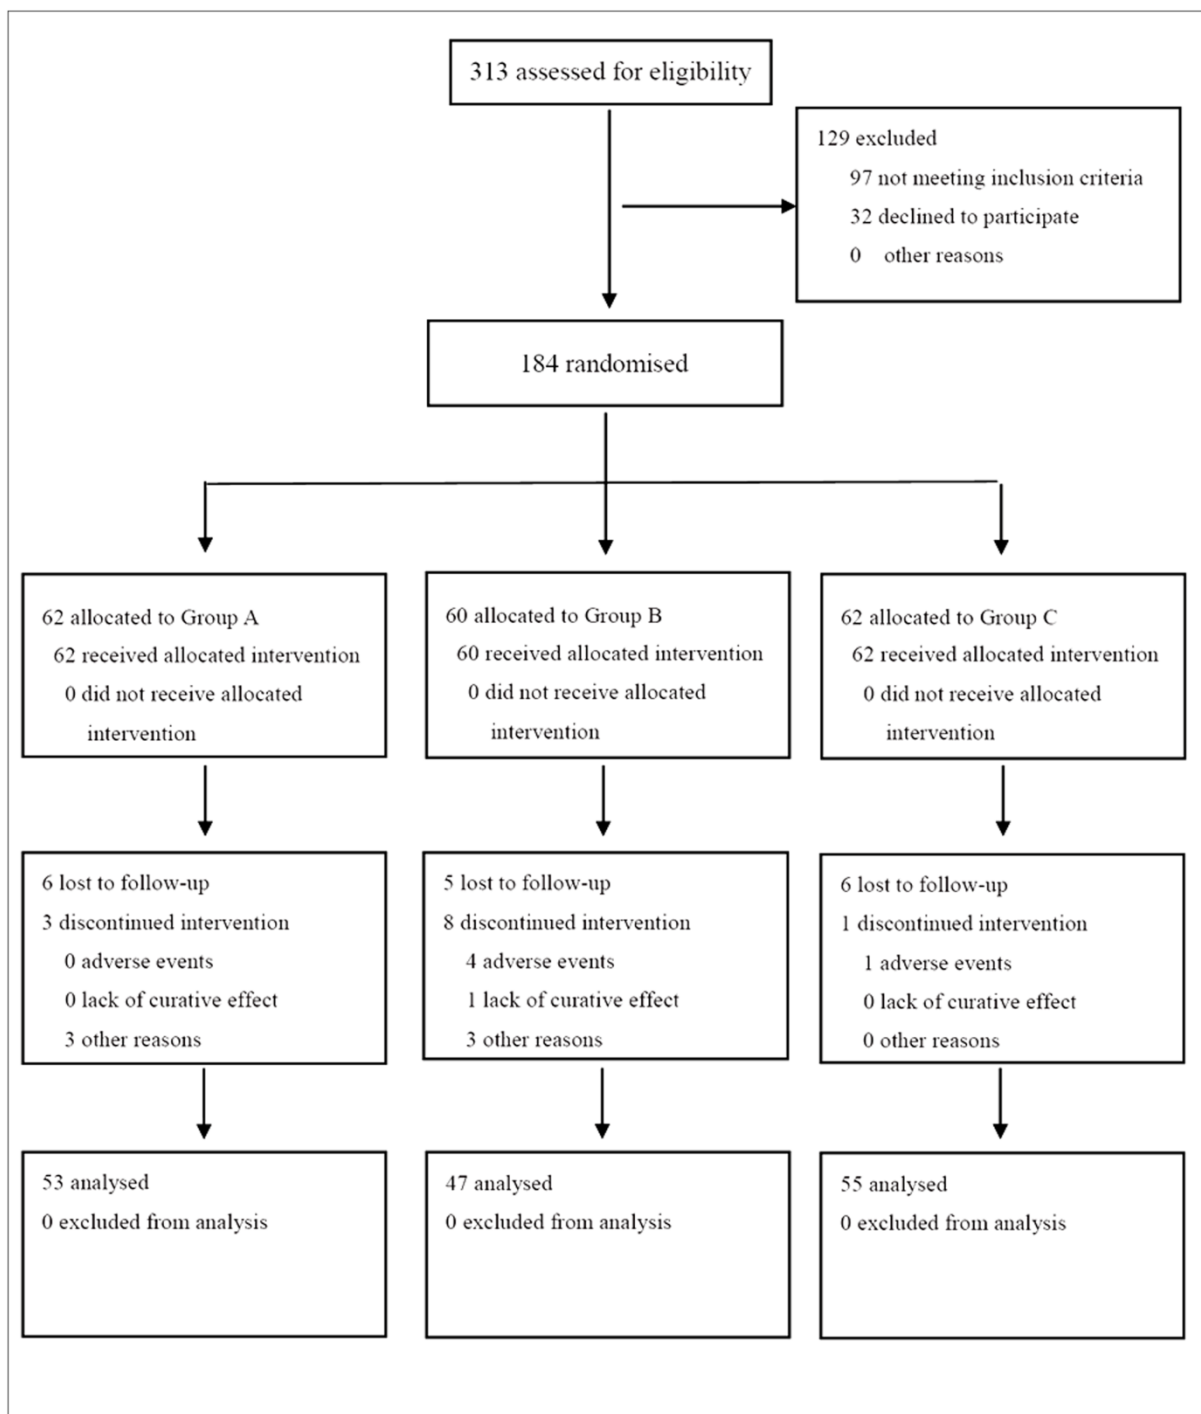 313 assessed for eligibility
129 excluded
97 not meeting inclusion criteria
32 declined to participate
0 other reasons
184 randomised
62 allocated to Group A
62 received allocated intervention
0 did not receive allocated
intervention
60 allocated to Group B
60 received allocated intervention
0 did not receive allocated
intervention
62 allocated to Group C
62 received allocated intervention
0 did not receive allocated
intervention
6 lost to follow-up
3 discontinued intervention
0 adverse events
0 lack of curative effect
3 other reasons
5 lost to follow-up
8 discontinued intervention
4 adverse events
1 lack of curative effect
3 other reasons
6 lost to follow-up
1 discontinued intervention
1 adverse events
0 lack of curative effect
0 other reasons
53 analysed
0 excluded from analysis
47 analysed
0 excluded from analysis
55 analysed
0 excluded from analysis